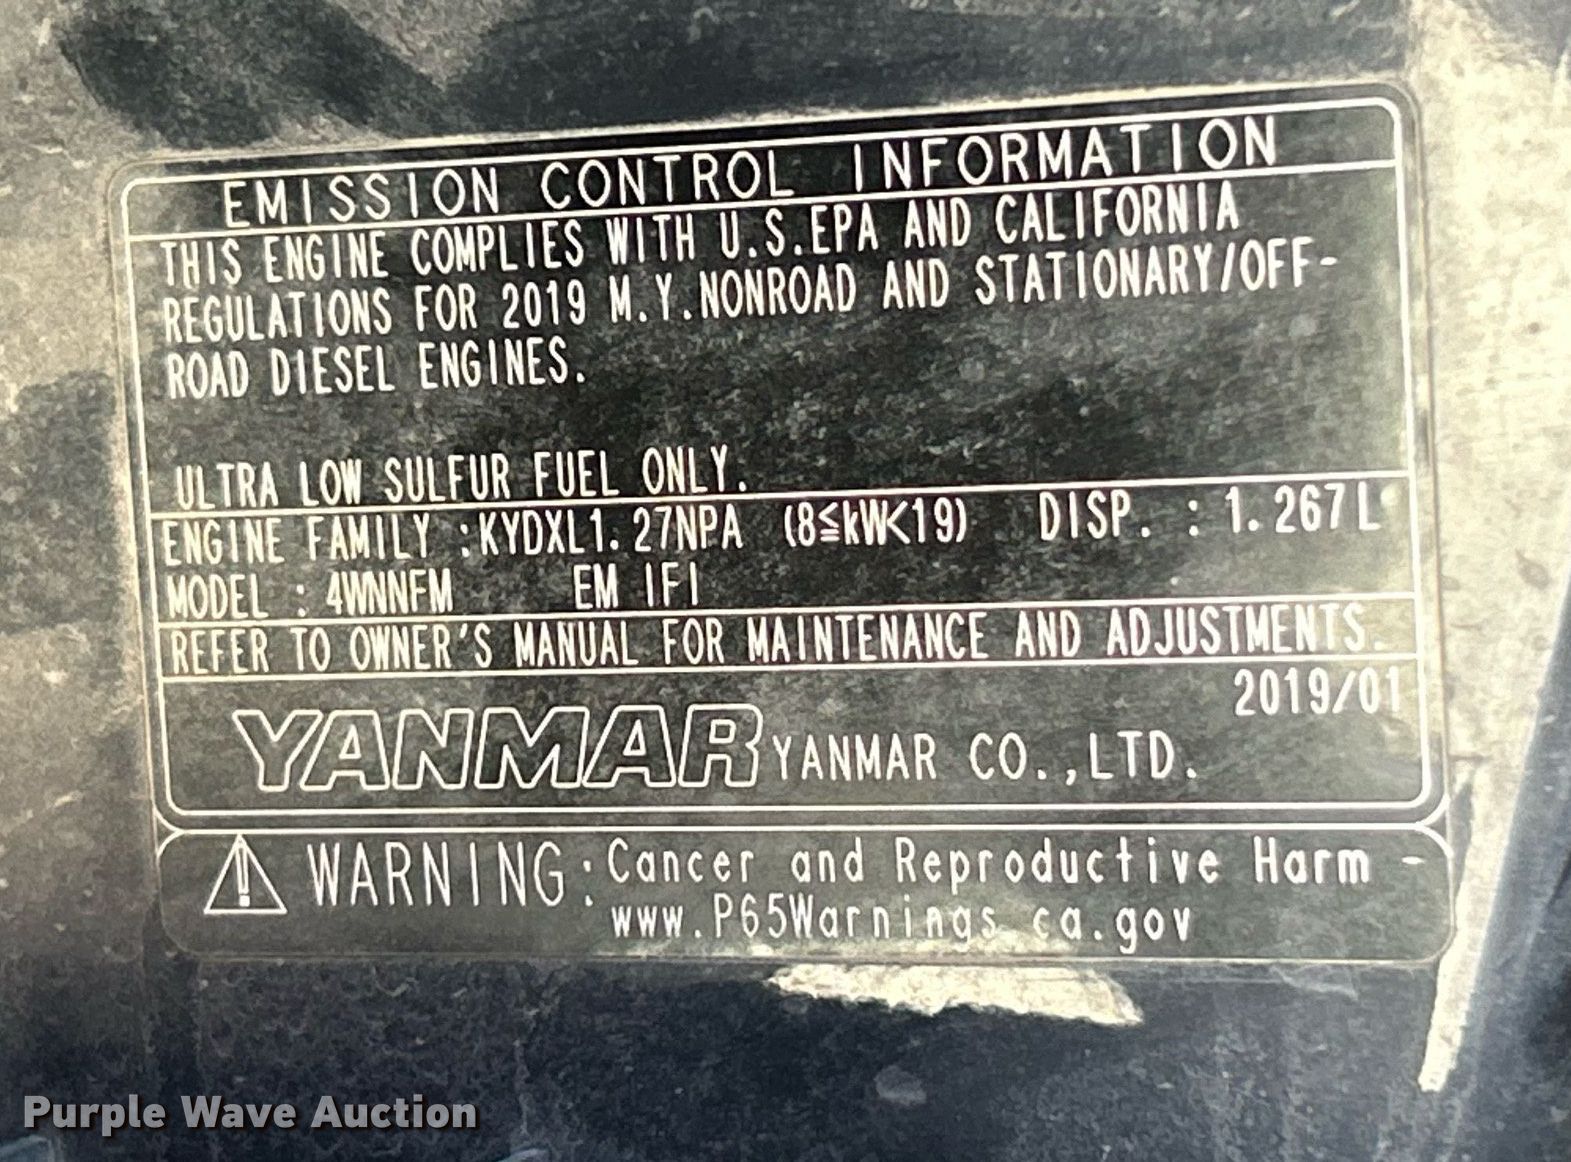 EMISSION CONTROL INFORMATION
THIS ENGINE COMPLIES WITH U.S.EPA AND CALIFORNIA
REGULATIONS FOR 2019 M.Y.NONROAD AND STATIONARY/OFF-
ROAD DIESEL ENGINES.
ULTRA LOW SULFUR FUEL ONLY.
ENGINE FAMILY :KYDXL1.27NPA (8≦kW<19) DISP. : 1.267L
MODEL : 4WNNFM EM IFI
REFER TO OWNER'S MANUAL FOR MAINTENANCE AND ADJUSTMENTS.
2019/01
YANMAR YANMAR CO.,LTD.
WARNING:Cancer and Reproductive Harm -
www.P65Warnings.ca.gov
Purple Wave Auction